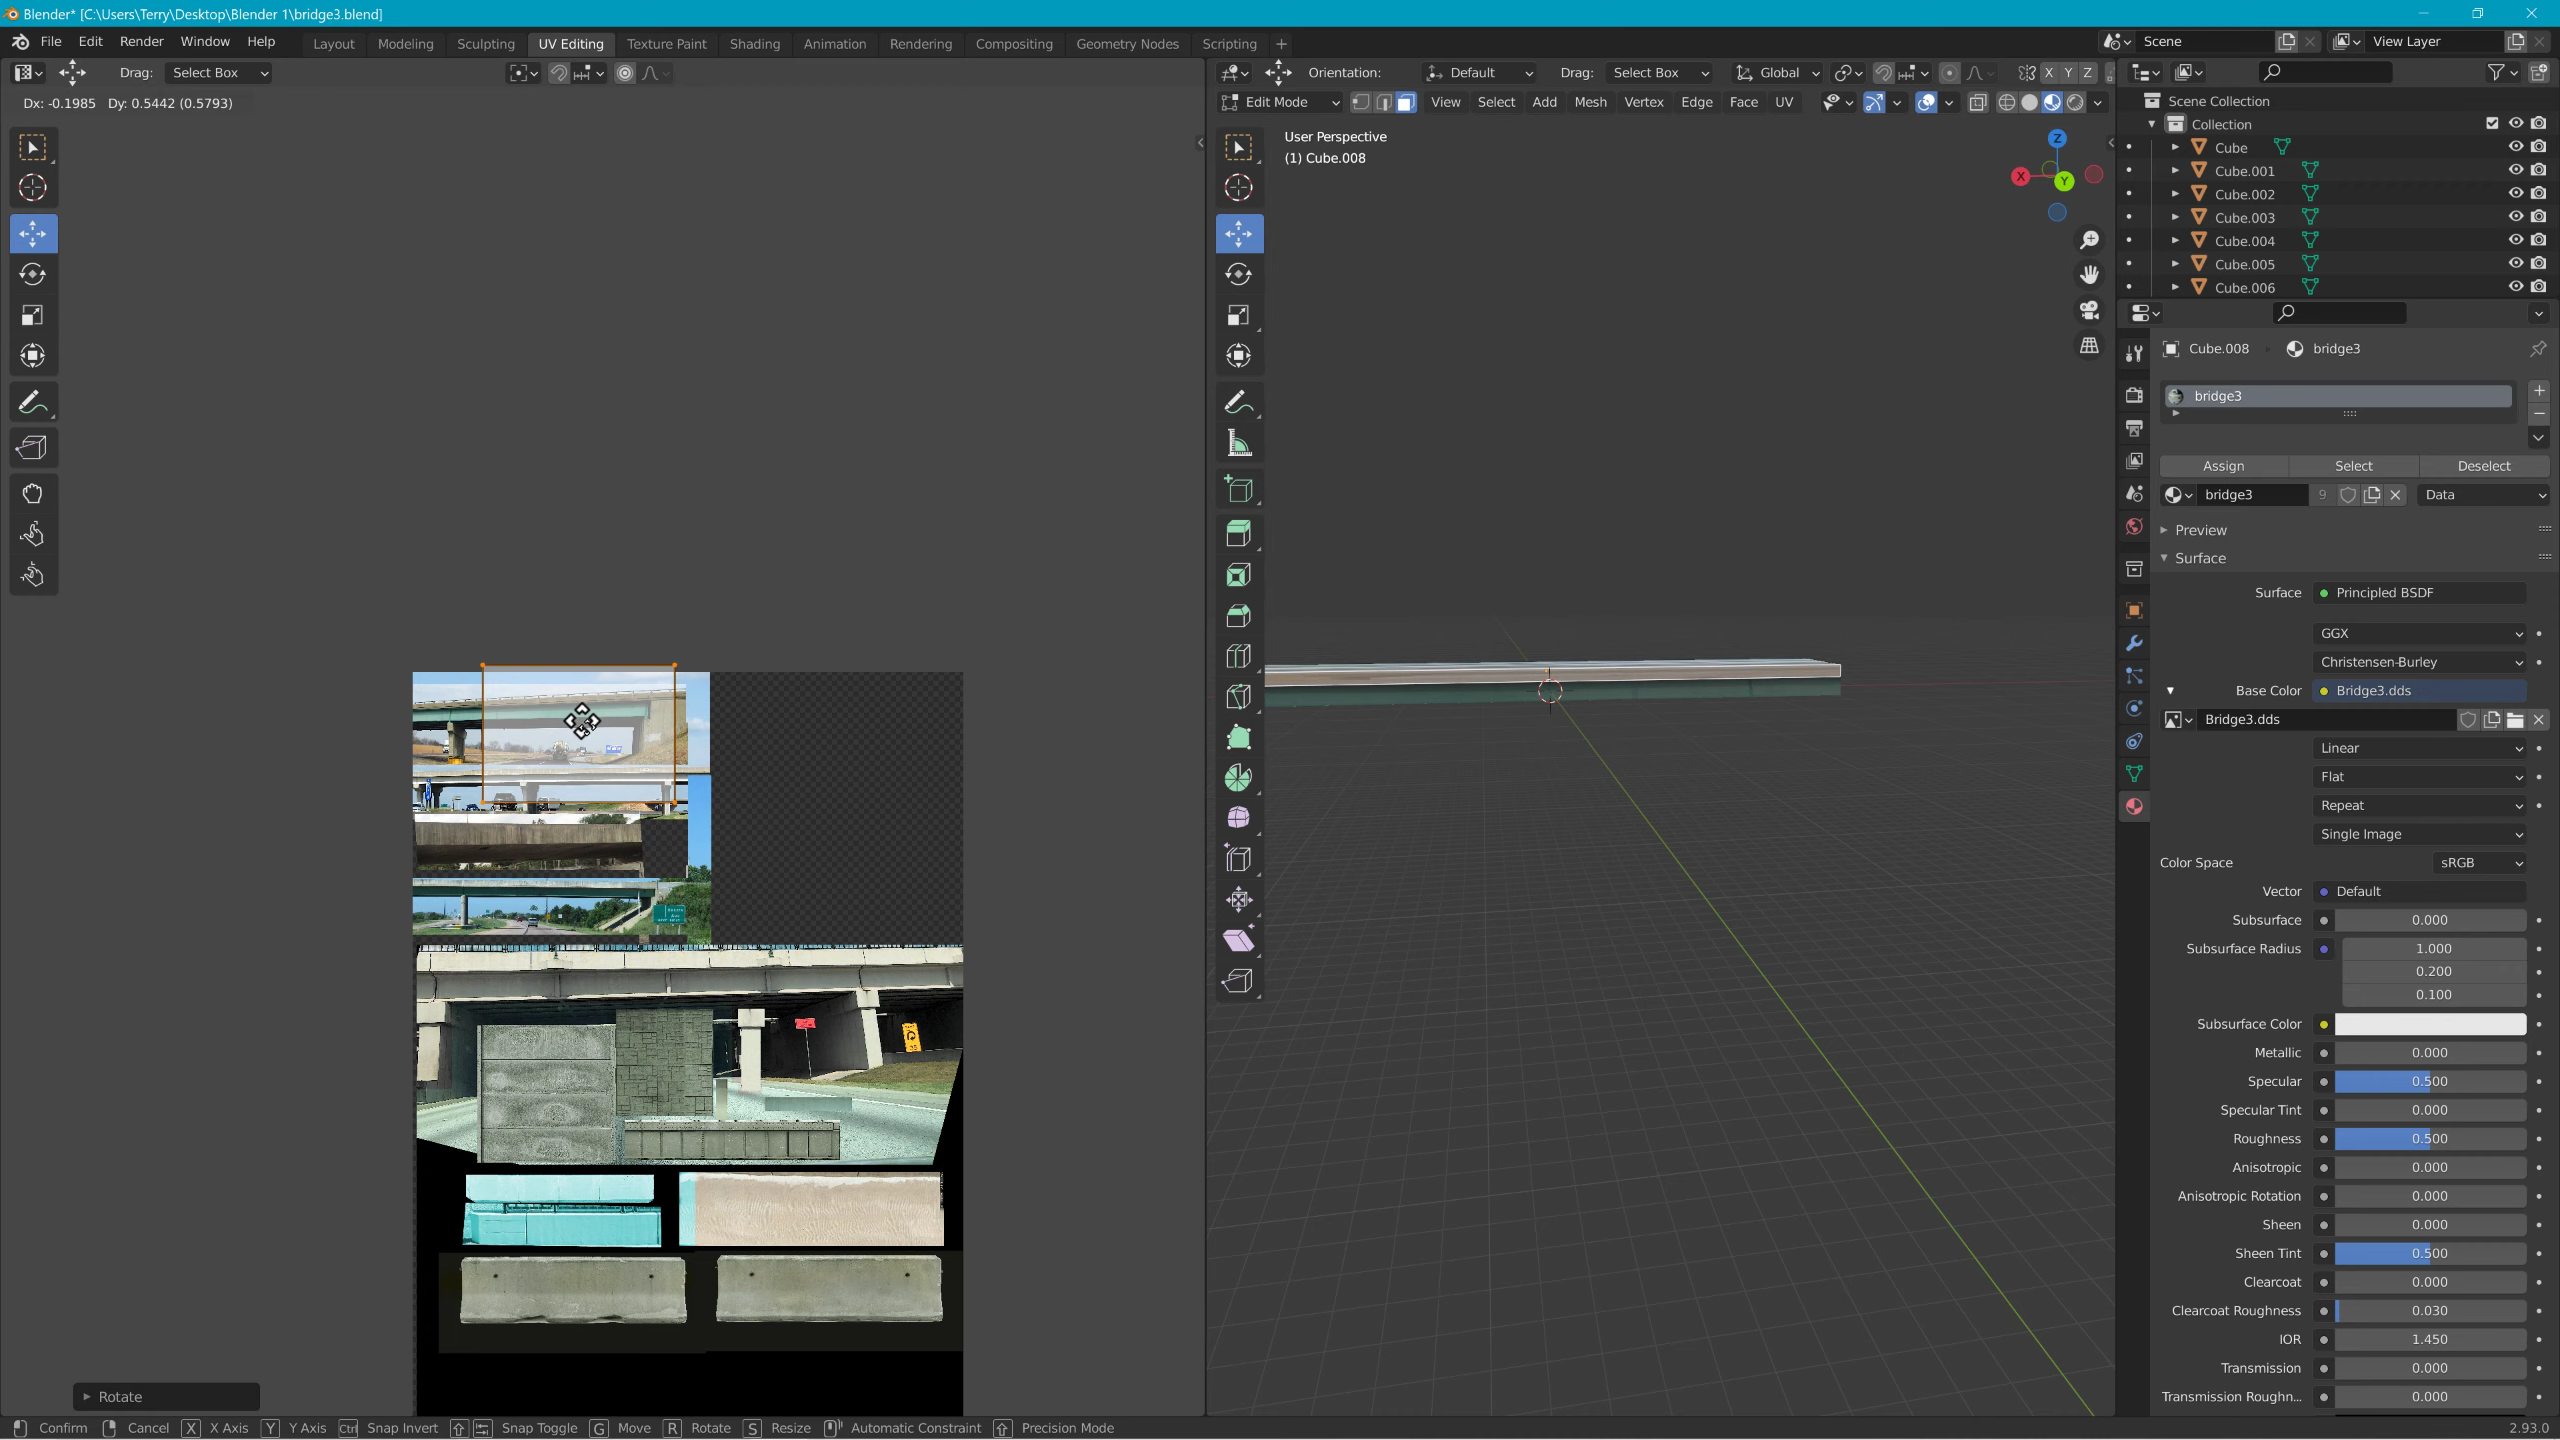 Blender* [C:\Users\Terry\Desktop\Blender 1\bridge3.blend]
File Edit Render Window Help
Layout Modeling Sculpting UV Editing Texture Paint Shading Animation Rendering Compositing Geometry Nodes Scripting +
Scene
View Layer
Drag: Select Box
Orientation: Default Drag: Select Box Global X Y Z
Dx: -0.1985 Dy: 0.5442 (0.5793)
Edit Mode View Select Add Mesh Vertex Edge Face UV
User Perspective
(1) Cube.008
Z
X
Y
Scene Collection
Collection
Cube
Cube.001
Cube.002
Cube.003
Cube.004
Cube.005
Cube.006
Cube.008 bridge3
bridge3
Assign Select Deselect
bridge3 9 Data
Preview
Surface
Surface Principled BSDF
GGX
Christensen-Burley
Base Color Bridge3.dds
Bridge3.dds
Linear
Flat
Repeat
Single Image
Color Space sRGB
Vector Default
Subsurface 0.000
Subsurface Radius 1.000
0.200
0.100
Subsurface Color
Metallic 0.000
Specular 0.500
Specular Tint 0.000
Roughness 0.500
Anisotropic 0.000
Anisotropic Rotation 0.000
Sheen 0.000
Sheen Tint 0.500
Clearcoat 0.000
Clearcoat Roughness 0.030
IOR 1.450
Transmission 0.000
Transmission Roughn... 0.000
Rotate
Confirm Cancel X X Axis Y Y Axis Ctrl Snap Invert Snap Toggle G Move R Rotate S Resize Automatic Constraint Precision Mode
2.93.0